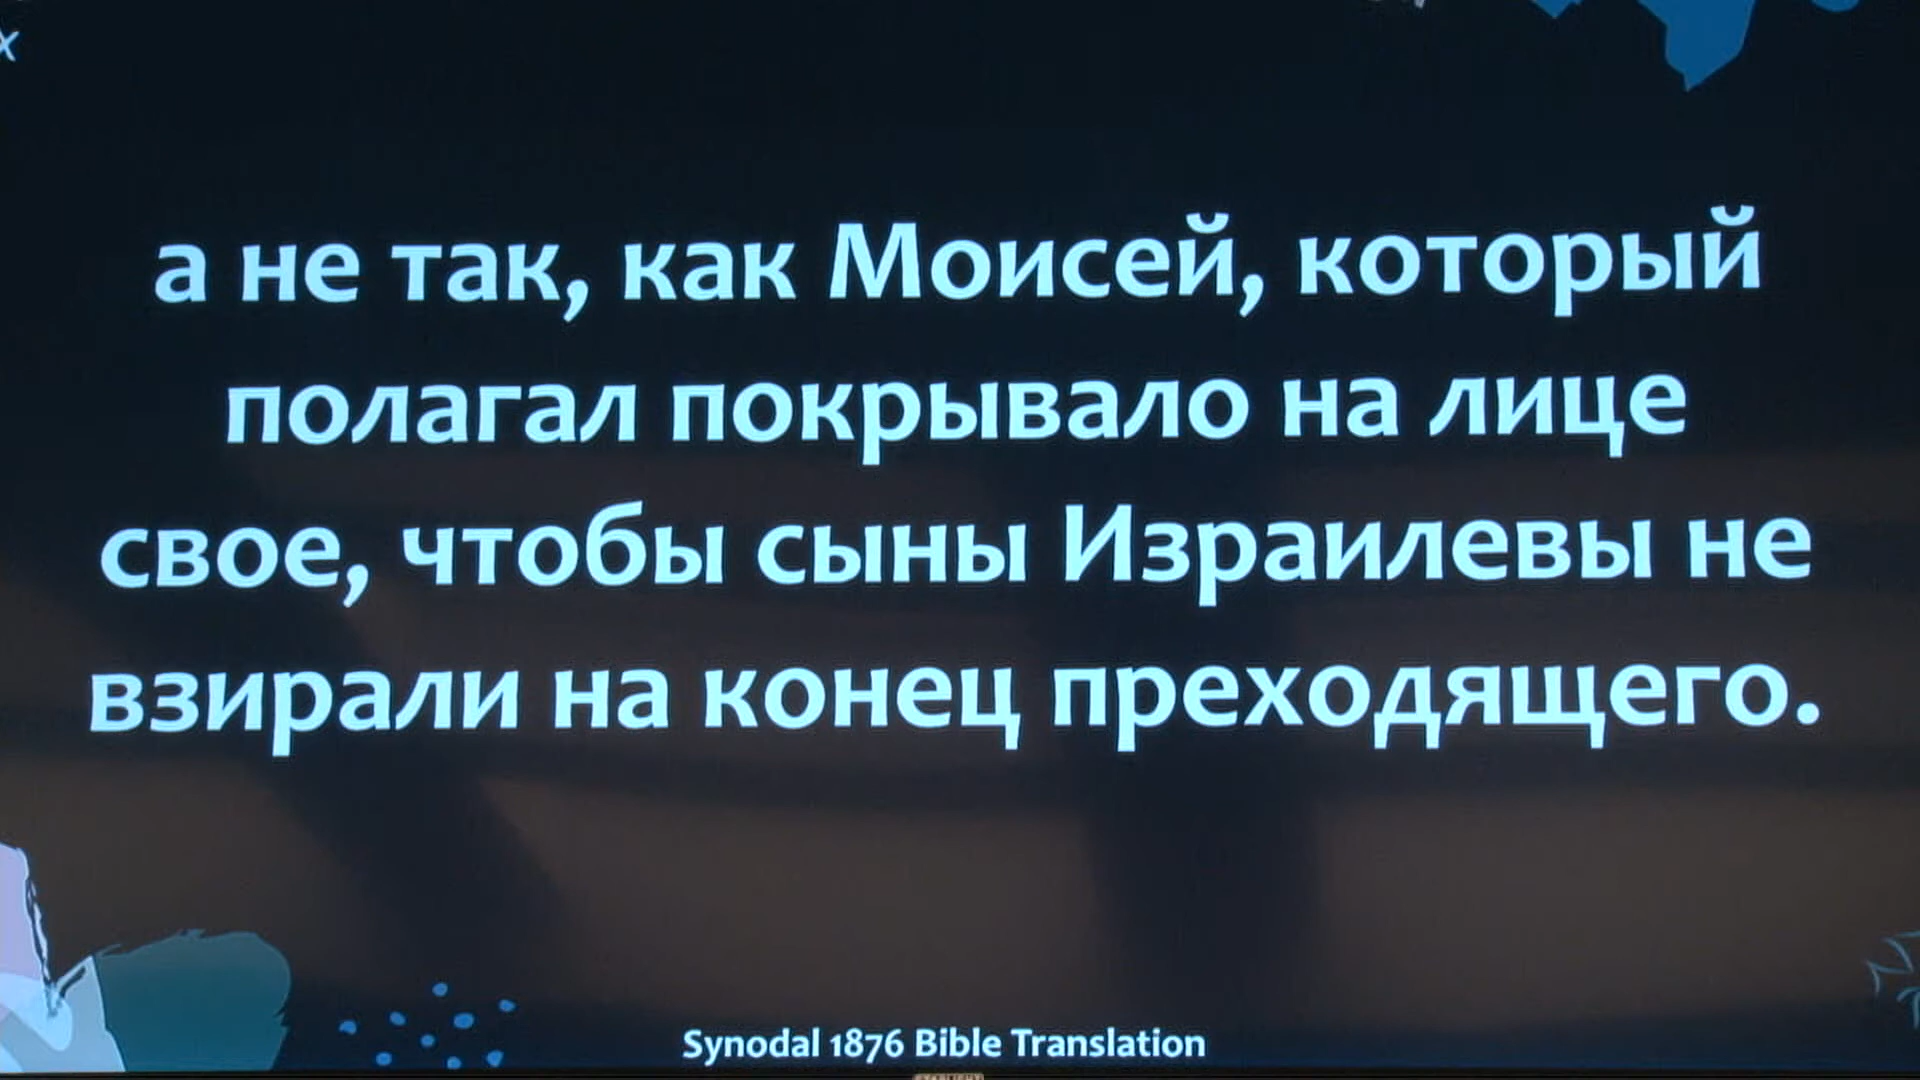 х
а не так, как Моисей, который
полагал покрывало на лице
свое, чтобы сыны Израилевы не
взирали на конец преходящего.
Synodal 1876 Bible Translation